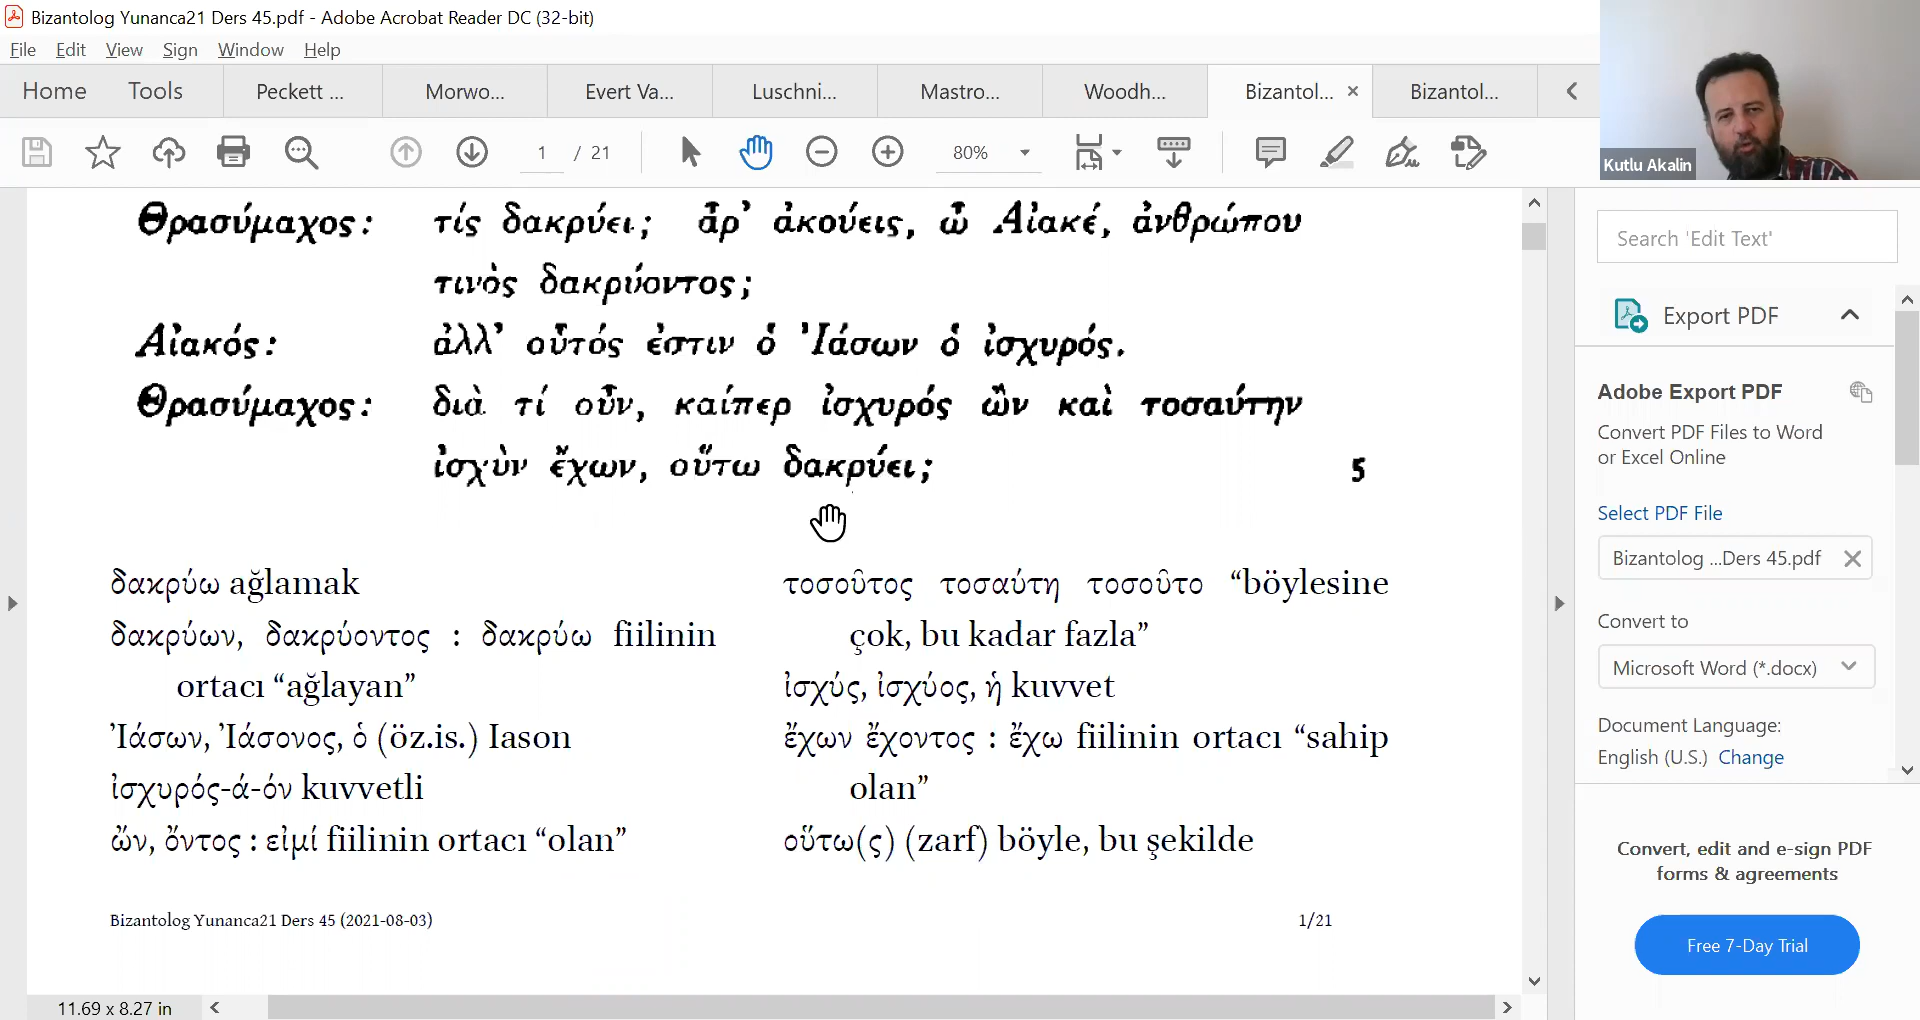 Bizantolog Yunanca21 Ders 45.pdf - Adobe Acrobat Reader DC (32-bit)
File Edit View Sign Window Help
Home Tools Peckett ... Morwo... Evert Va... Luschni... Mastro... Woodh... Bizantol... × Bizantol...
1 / 21 80%
Kutlu Akalin
Θρασύμαχος: τίς δακρύει; ἆρ’ ἀκούεις, ὦ Αἰακέ, ἀνθρώπου
τινὸς δακρύοντος;
Αἰακός: ἀλλ’ οὗτός ἐστιν ὁ Ἰάσων ὁ ἰσχυρός.
Θρασύμαχος: διὰ τί οὖν, καίπερ ἰσχυρός ὢν καὶ τοσαύτην
ἰσχὺν ἔχων, οὕτω δακρύει; 5
δακρύω ağlamak
δακρύων, δακρύοντος : δακρύω fiilinin
ortacı “ağlayan”
Ἰάσων, Ἰάσονος, ὁ (öz.is.) Iason
ἰσχυρός-ά-όν kuvvetli
ὤν, ὄντος : εἰμί fiilinin ortacı “olan”
τοσοῦτος τοσαύτη τοσοῦτο “böylesine
çok, bu kadar fazla”
ἰσχύς, ἰσχύος, ἡ kuvvet
ἔχων ἔχοντος : ἔχω fiilinin ortacı “sahip
olan”
οὕτω(ς) (zarf) böyle, bu şekilde
Bizantolog Yunanca21 Ders 45 (2021-08-03) 1/21
11.69 x 8.27 in
Search 'Edit Text'
Export PDF
Adobe Export PDF
Convert PDF Files to Word
or Excel Online
Select PDF File
Bizantolog ...Ders 45.pdf
Convert to
Microsoft Word (*.docx)
Document Language:
English (U.S.) Change
Convert, edit and e-sign PDF
forms & agreements
Free 7-Day Trial